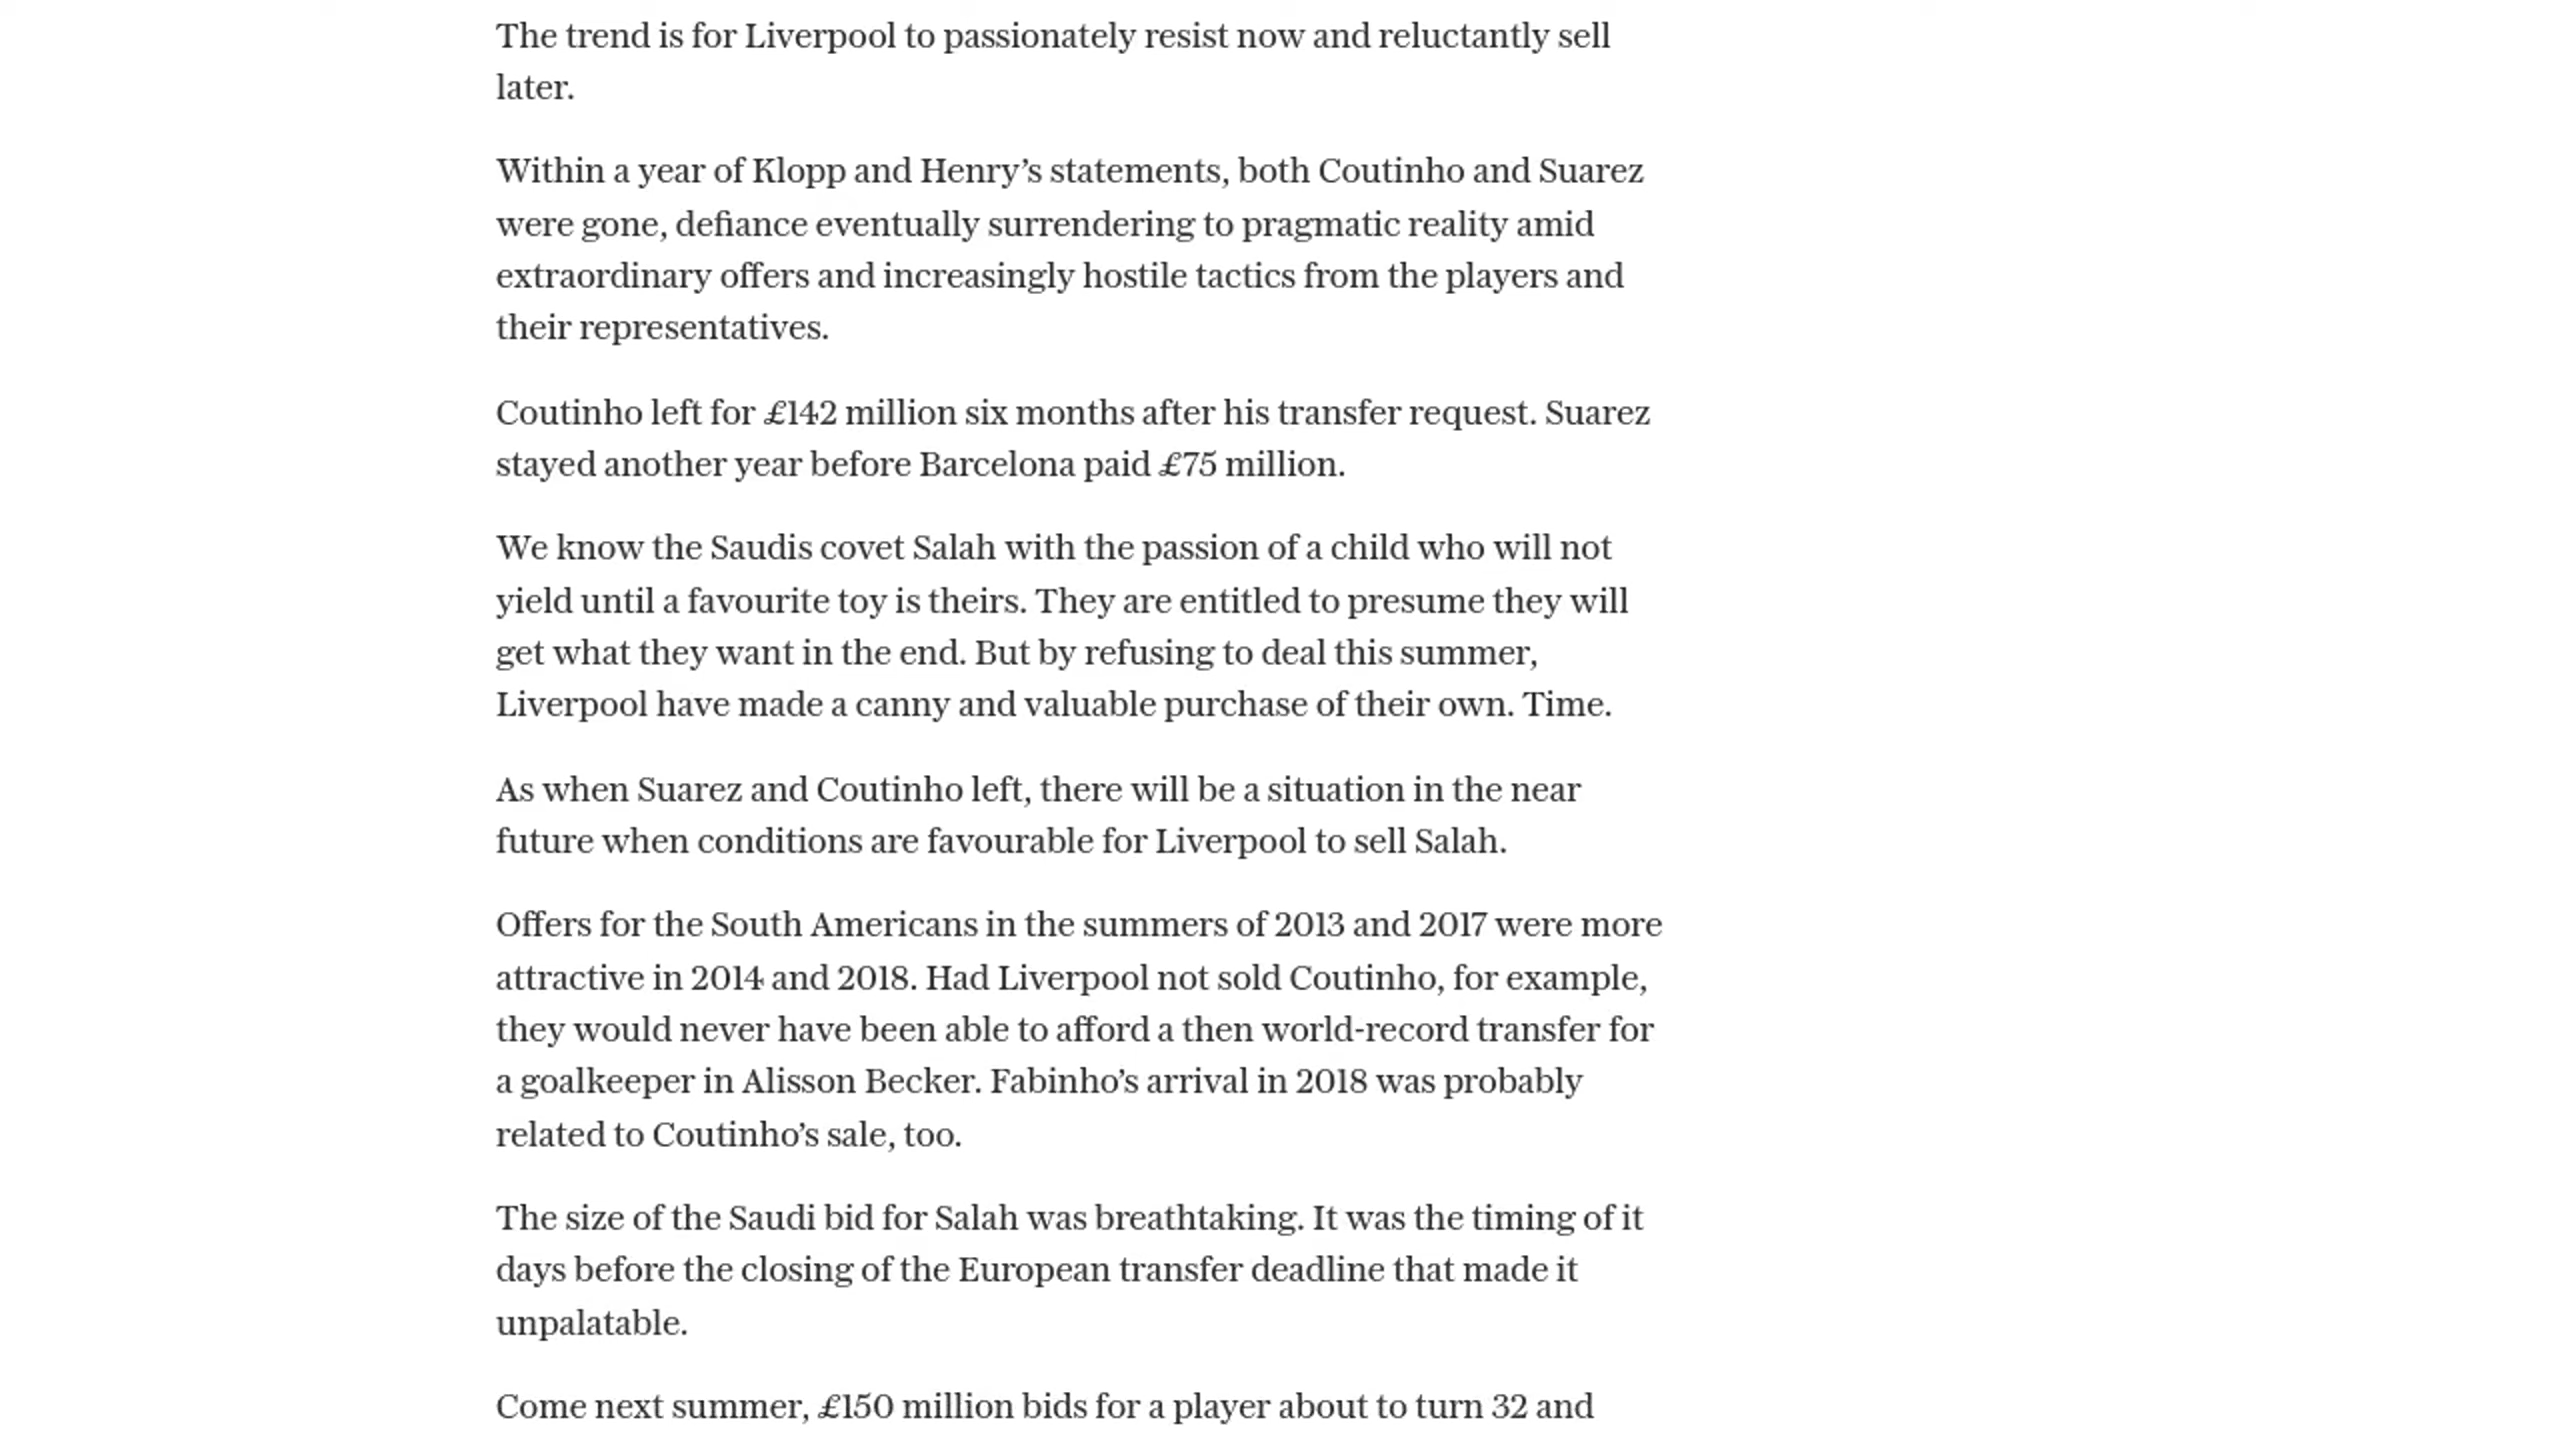 The trend is for Liverpool to passionately resist now and reluctantly sell
later.
Within a year of Klopp and Henry’s statements, both Coutinho and Suarez
were gone, defiance eventually surrendering to pragmatic reality amid
extraordinary offers and increasingly hostile tactics from the players and
their representatives.
Coutinho left for £142 million six months after his transfer request. Suarez
stayed another year before Barcelona paid £75 million.
We know the Saudis covet Salah with the passion of a child who will not
yield until a favourite toy is theirs. They are entitled to presume they will
get what they want in the end. But by refusing to deal this summer,
Liverpool have made a canny and valuable purchase of their own. Time.
As when Suarez and Coutinho left, there will be a situation in the near
future when conditions are favourable for Liverpool to sell Salah.
Offers for the South Americans in the summers of 2013 and 2017 were more
attractive in 2014 and 2018. Had Liverpool not sold Coutinho, for example,
they would never have been able to afford a then world-record transfer for
a goalkeeper in Alisson Becker. Fabinho’s arrival in 2018 was probably
related to Coutinho’s sale, too.
The size of the Saudi bid for Salah was breathtaking. It was the timing of it
days before the closing of the European transfer deadline that made it
unpalatable.
Come next summer, £150 million bids for a player about to turn 32 and